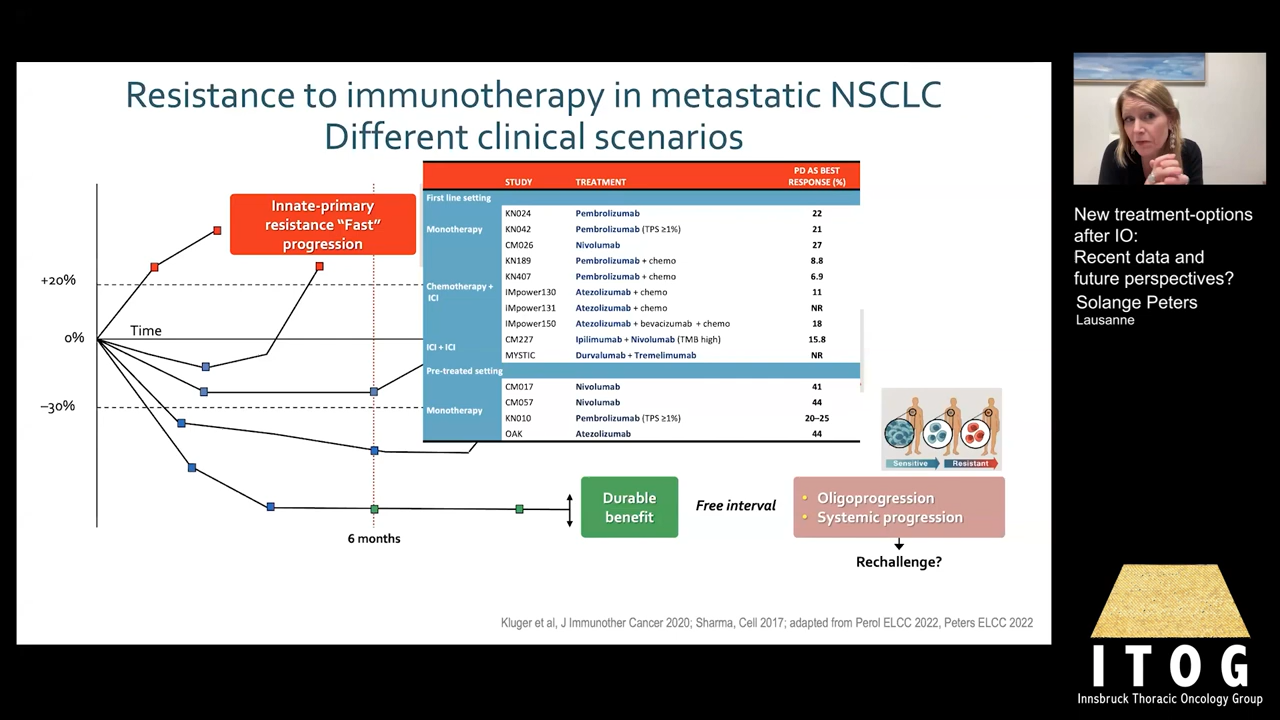 Resistance to immunotherapy in metastatic NSCLC
Different clinical scenarios
Innate-primary
resistance “Fast”
progression
+20%
0%
Time
–30%
6 months
STUDY TREATMENT PD AS BEST
RESPONSE (%)
First line setting
Monotherapy
KN024 Pembrolizumab 22
KN042 Pembrolizumab (TPS ≥1%) 21
CM026 Nivolumab 27
Chemotherapy +
ICI
KN189 Pembrolizumab + chemo 8.8
KN407 Pembrolizumab + chemo 6.9
IMpower130 Atezolizumab + chemo 11
IMpower131 Atezolizumab + chemo NR
IMpower150 Atezolizumab + bevacizumab + chemo 18
ICI + ICI
CM227 Ipilimumab + Nivolumab (TMB high) 15.8
MYSTIC Durvalumab + Tremelimumab NR
Pre-treated setting
Monotherapy
CM017 Nivolumab 41
CM057 Nivolumab 44
KN010 Pembrolizumab (TPS ≥1%) 20–25
OAK Atezolizumab 44
Sensitive Resistant
Durable
benefit
Free interval
• Oligoprogression
• Systemic progression
Rechallenge?
Kluger et al, J Immunother Cancer 2020; Sharma, Cell 2017; adapted from Perol ELCC 2022, Peters ELCC 2022
New treatment-options
after IO:
Recent data and
future perspectives?
Solange Peters
Lausanne
ITOG
Innsbruck Thoracic Oncology Group